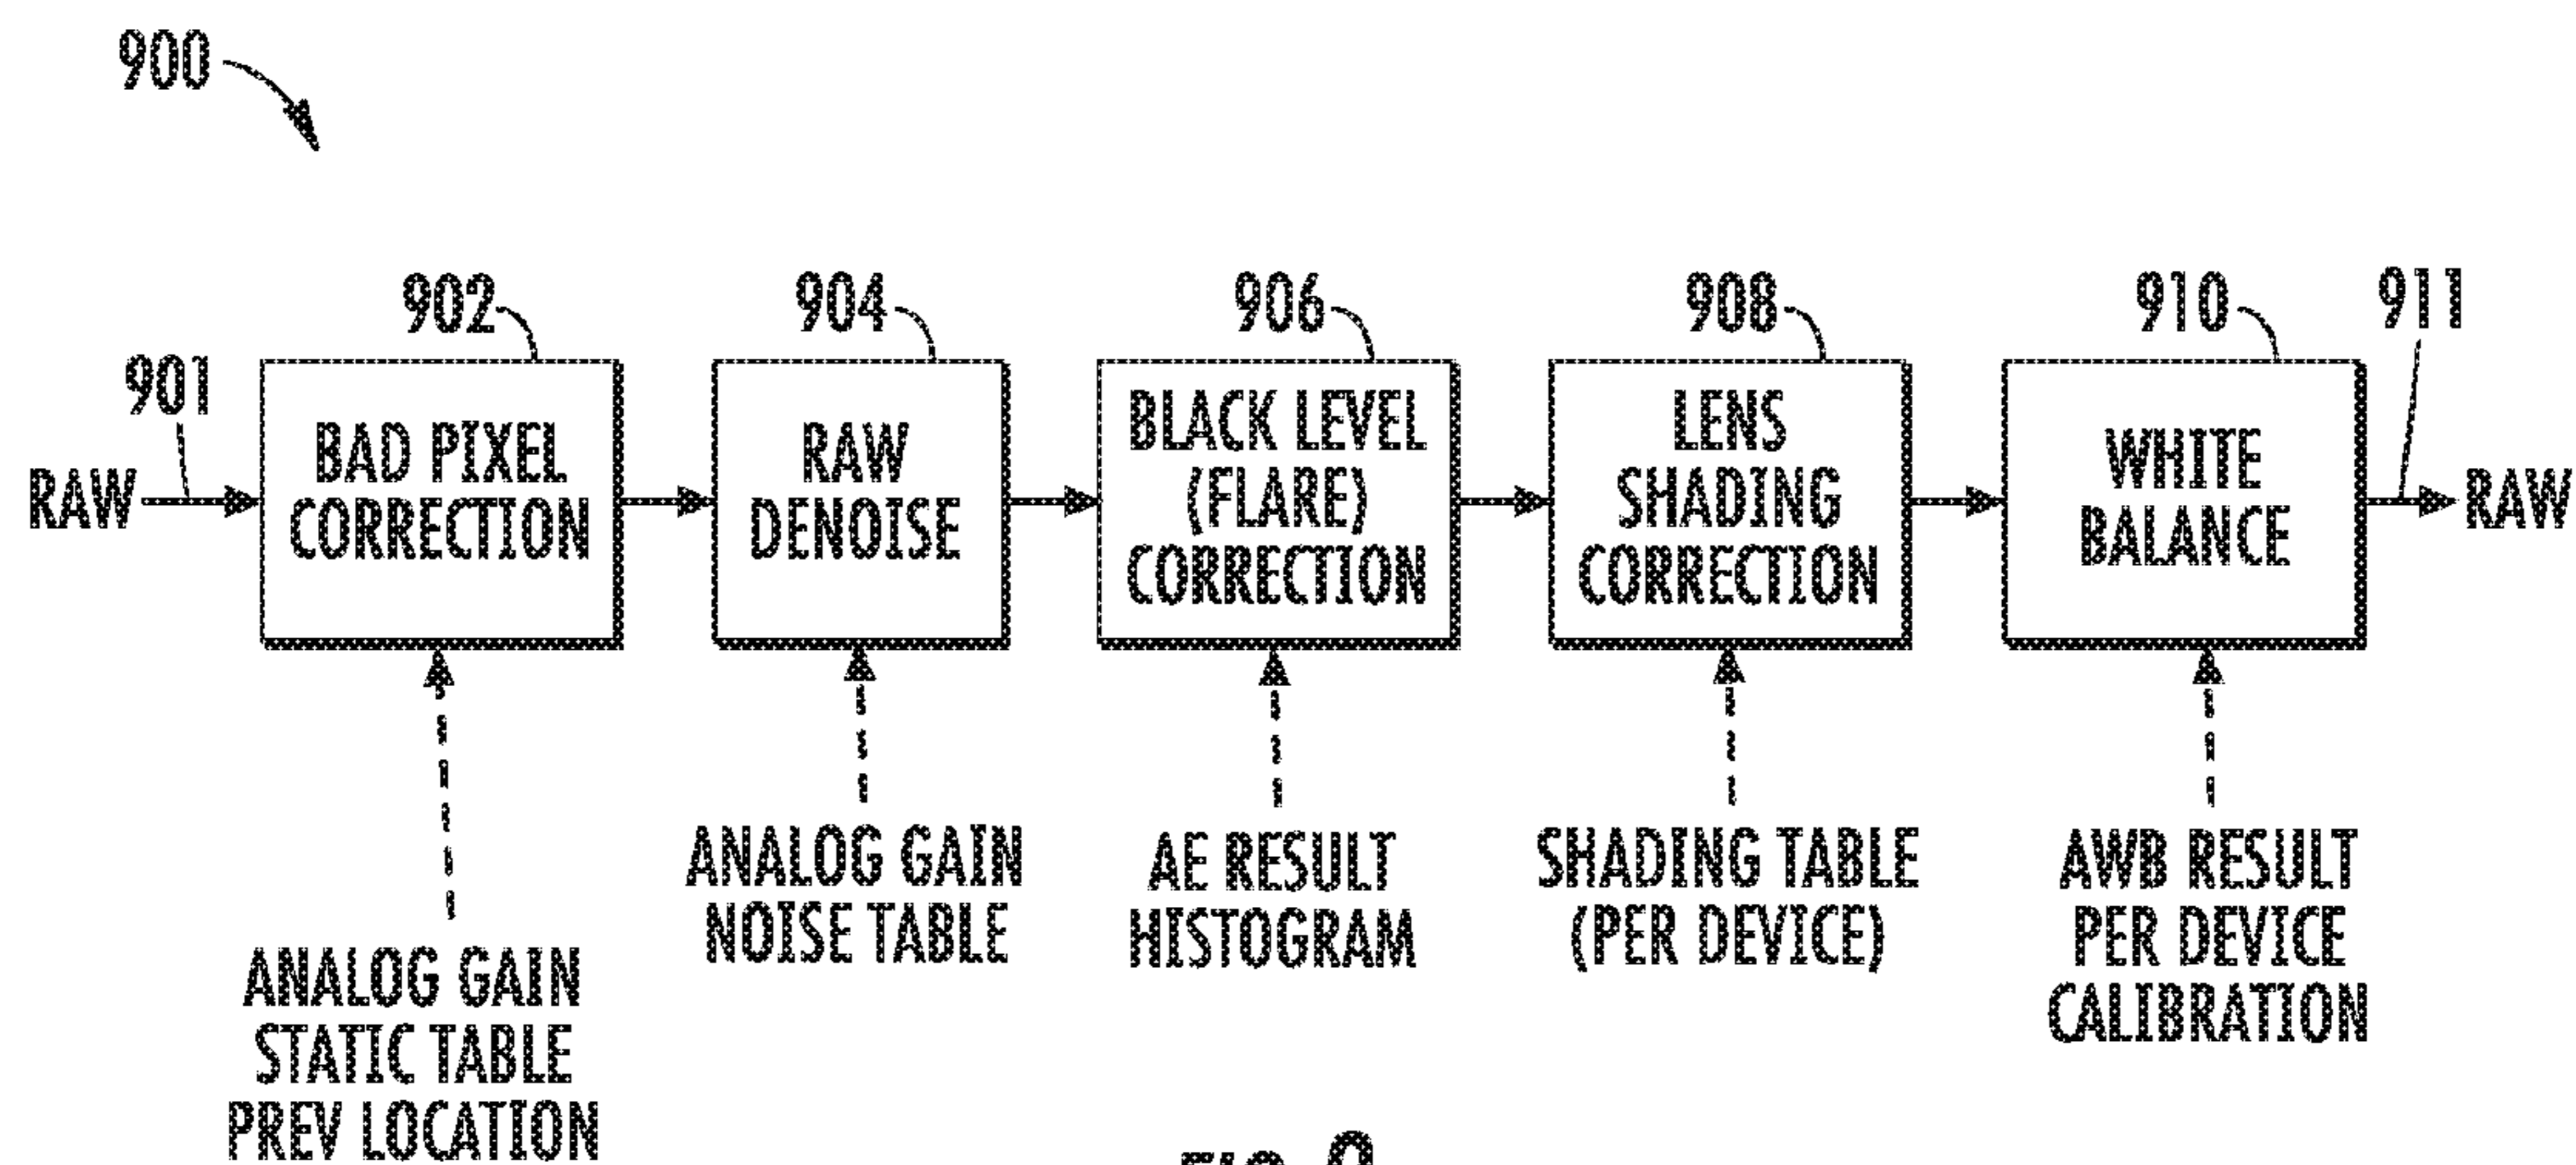 900
901
902
904
906
908
910
911
RAW
BAD PIXEL
CORRECTION
RAW
DENOISE
BLACK LEVEL
(FLARE)
CORRECTION
LENS
SHADING
CORRECTION
WHITE
BALANCE
RAW
ANALOG GAIN
STATIC TABLE
PREV LOCATION
ANALOG GAIN
NOISE TABLE
AE RESULT
HISTOGRAM
SHADING TABLE
(PER DEVICE)
AWB RESULT
PER DEVICE
CALIBRATION